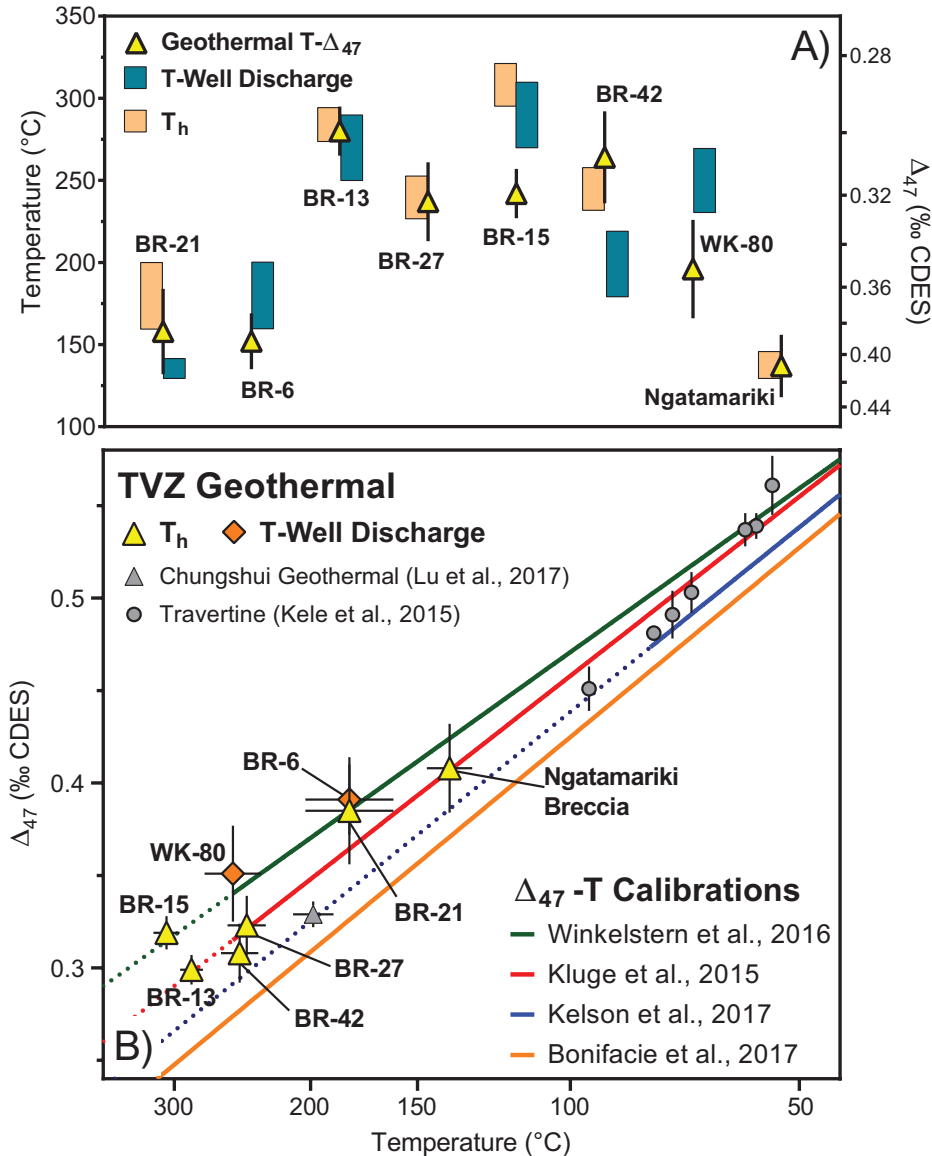 A)
Geothermal T-Δ47
T-Well Discharge
Th
350
300
250
200
150
100
Temperature (°C)
0.28
0.32
0.36
0.40
0.44
Δ47 (‰ CDES)
BR-21
BR-6
BR-13
BR-27
BR-15
BR-42
WK-80
Ngatamariki
TVZ Geothermal
Th
T-Well Discharge
Chungshui Geothermal (Lu et al., 2017)
Travertine (Kele et al., 2015)
0.5
0.4
0.3
Δ47 (‰ CDES)
BR-6
Ngatamariki
Breccia
WK-80
BR-15
BR-21
BR-27
BR-13
BR-42
Δ47 -T Calibrations
Winkelstern et al., 2016
Kluge et al., 2015
Kelson et al., 2017
Bonifacie et al., 2017
B)
300
200
150
100
50
Temperature (°C)